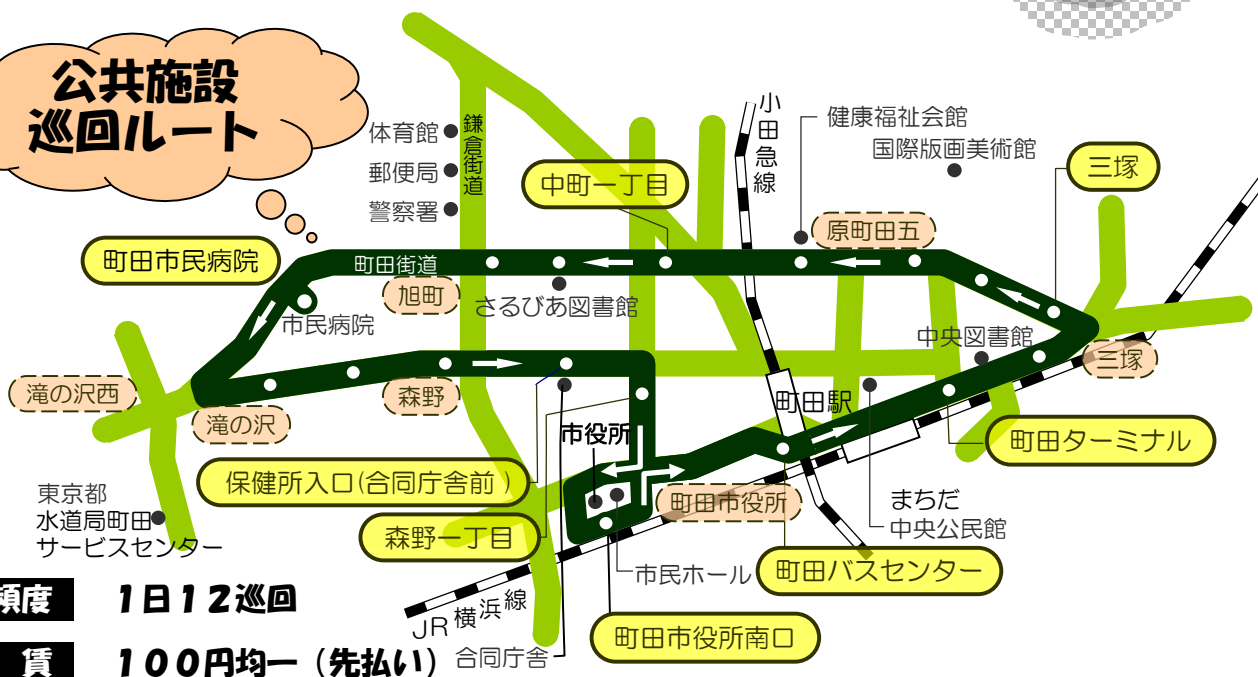 公共施設
巡回ルート
体育館
郵便局
警察署
鎌倉街道
小田急線
健康福祉会館
国際版画美術館
三塚
中町一丁目
原町田五
町田市民病院
町田街道
旭町
さるびあ図書館
市民病院
中央図書館
三塚
滝の沢西
滝の沢
森野
町田駅
市役所
町田ターミナル
保健所入口(合同庁舎前)
町田市役所
東京都
水道局町田
サービスセンター
まちだ
中央公民館
森野一丁目
市民ホール
町田バスセンター
JR横浜線
町田市役所南口
合同庁舎
頻度 1日12巡回
賃 100円均一(先払い)